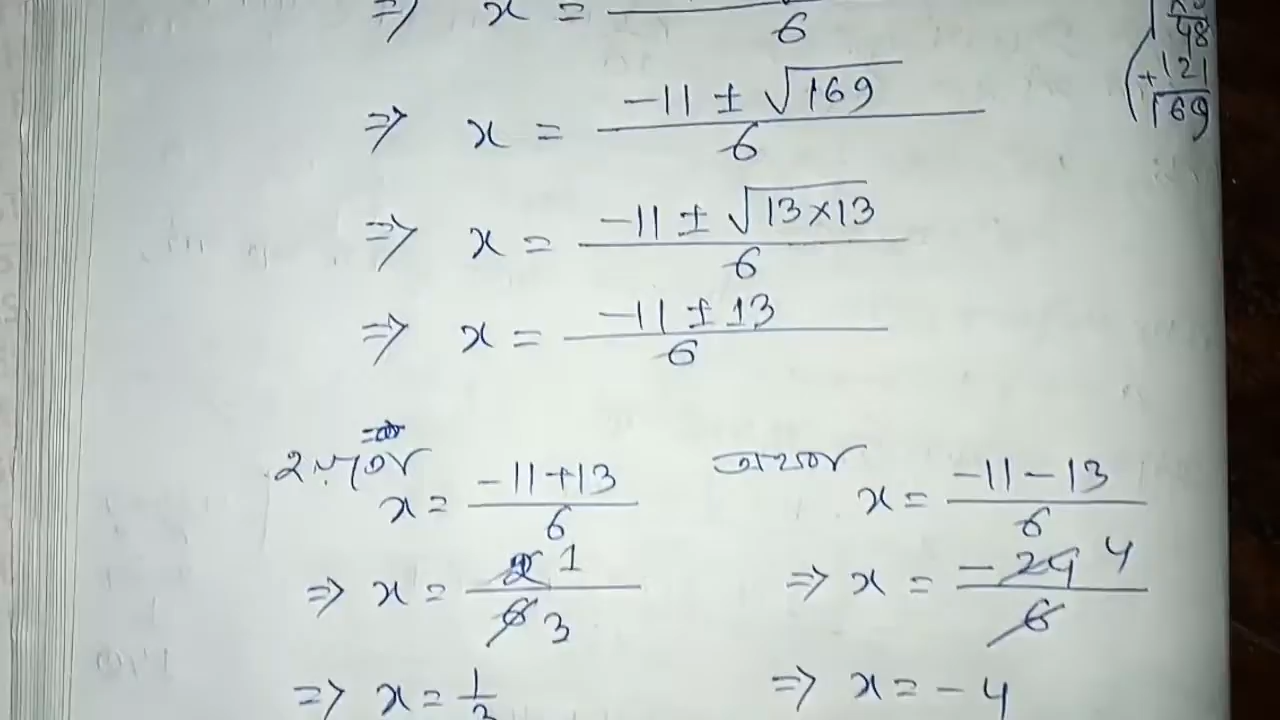 ⇒ x = ――― / 6
48
+121
169
⇒ x = (-11 ± √169) / 6
⇒ x = (-11 ± √(13×13)) / 6
⇒ x = (-11 ± 13) / 6
x = (-11+13) / 6
⇒ x = 2 1 / 6 3
⇒ x = 1/3
x = (-11-13) / 6
⇒ x = -24 4 / 6
⇒ x = -4